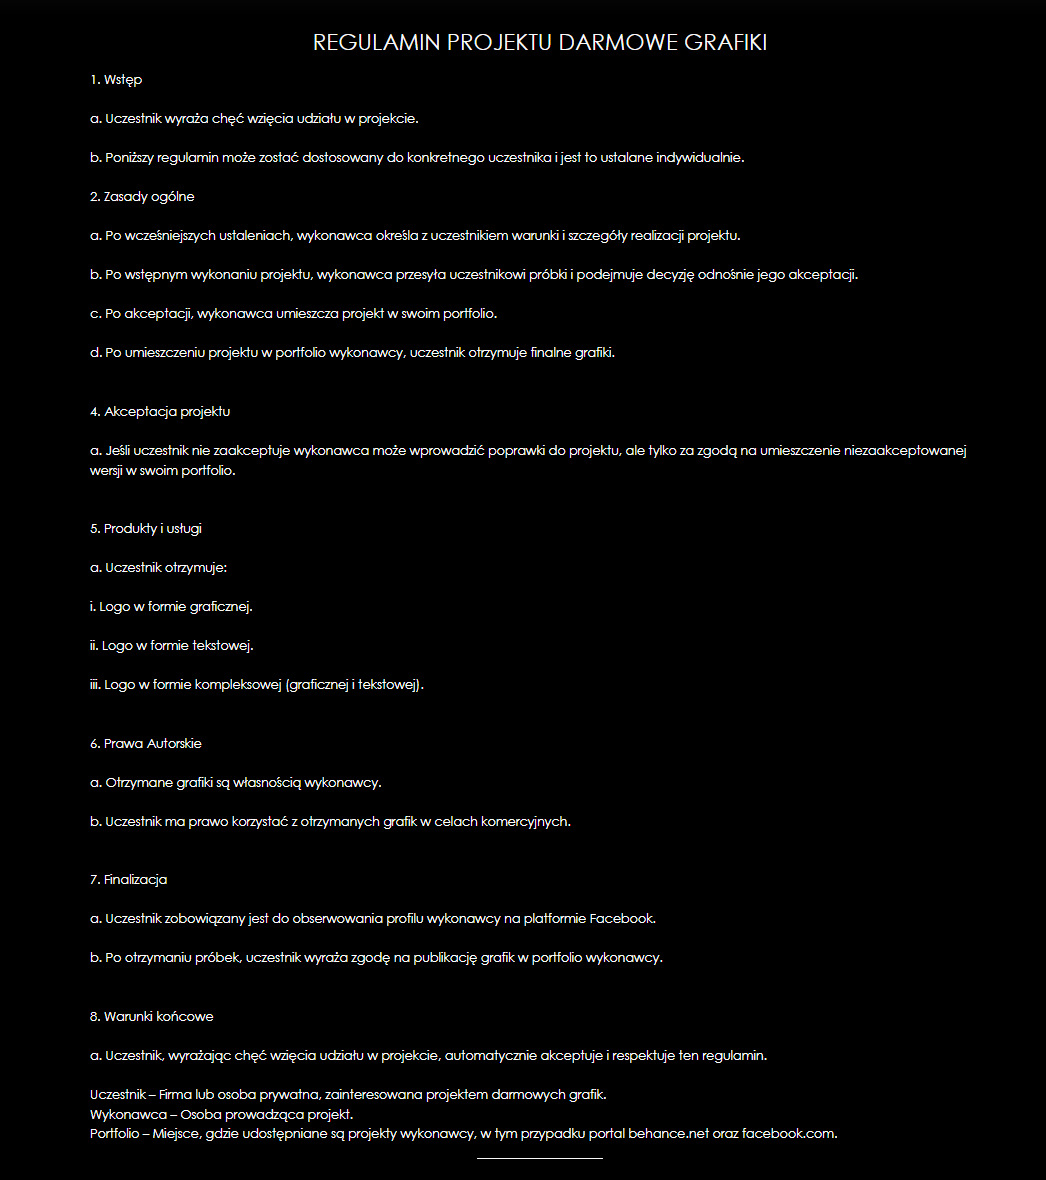 REGULAMIN PROJEKTU DARMOWE GRAFIKI
1. Wstęp
a. Uczestnik wyraża chęć wzięcia udziału w projekcie.
b. Poniższy regulamin może zostać dostosowany do konkretnego uczestnika i jest to ustalane indywidualnie.
2. Zasady ogólne
a. Po wcześniejszych ustaleniach, wykonawca określa z uczestnikiem warunki i szczegóły realizacji projektu.
b. Po wstępnym wykonaniu projektu, wykonawca przesyła uczestnikowi próbki i podejmuje decyzję odnośnie jego akceptacji.
c. Po akceptacji, wykonawca umieszcza projekt w swoim portfolio.
d. Po umieszczeniu projektu w portfolio wykonawcy, uczestnik otrzymuje finalne grafiki.
4. Akceptacja projektu
a. Jeśli uczestnik nie zaakceptuje wykonawca może wprowadzić poprawki do projektu, ale tylko za zgodą na umieszczenie niezaakceptowanej
wersji w swoim portfolio.
5. Produkty i usługi
a. Uczestnik otrzymuje:
i. Logo w formie graficznej.
ii. Logo w formie tekstowej.
iii. Logo w formie kompleksowej (graficznej i tekstowej).
6. Prawa Autorskie
a. Otrzymane grafiki są własnością wykonawcy.
b. Uczestnik ma prawo korzystać z otrzymanych grafik w celach komercyjnych.
7. Finalizacja
a. Uczestnik zobowiązany jest do obserwowania profilu wykonawcy na platformie Facebook.
b. Po otrzymaniu próbek, uczestnik wyraża zgodę na publikację grafik w portfolio wykonawcy.
8. Warunki końcowe
a. Uczestnik, wyrażając chęć wzięcia udziału w projekcie, automatycznie akceptuje i respektuje ten regulamin.
Uczestnik – Firma lub osoba prywatna, zainteresowana projektem darmowych grafik.
Wykonawca – Osoba prowadząca projekt.
Portfolio – Miejsce, gdzie udostępniane są projekty wykonawcy, w tym przypadku portal behance.net oraz facebook.com.